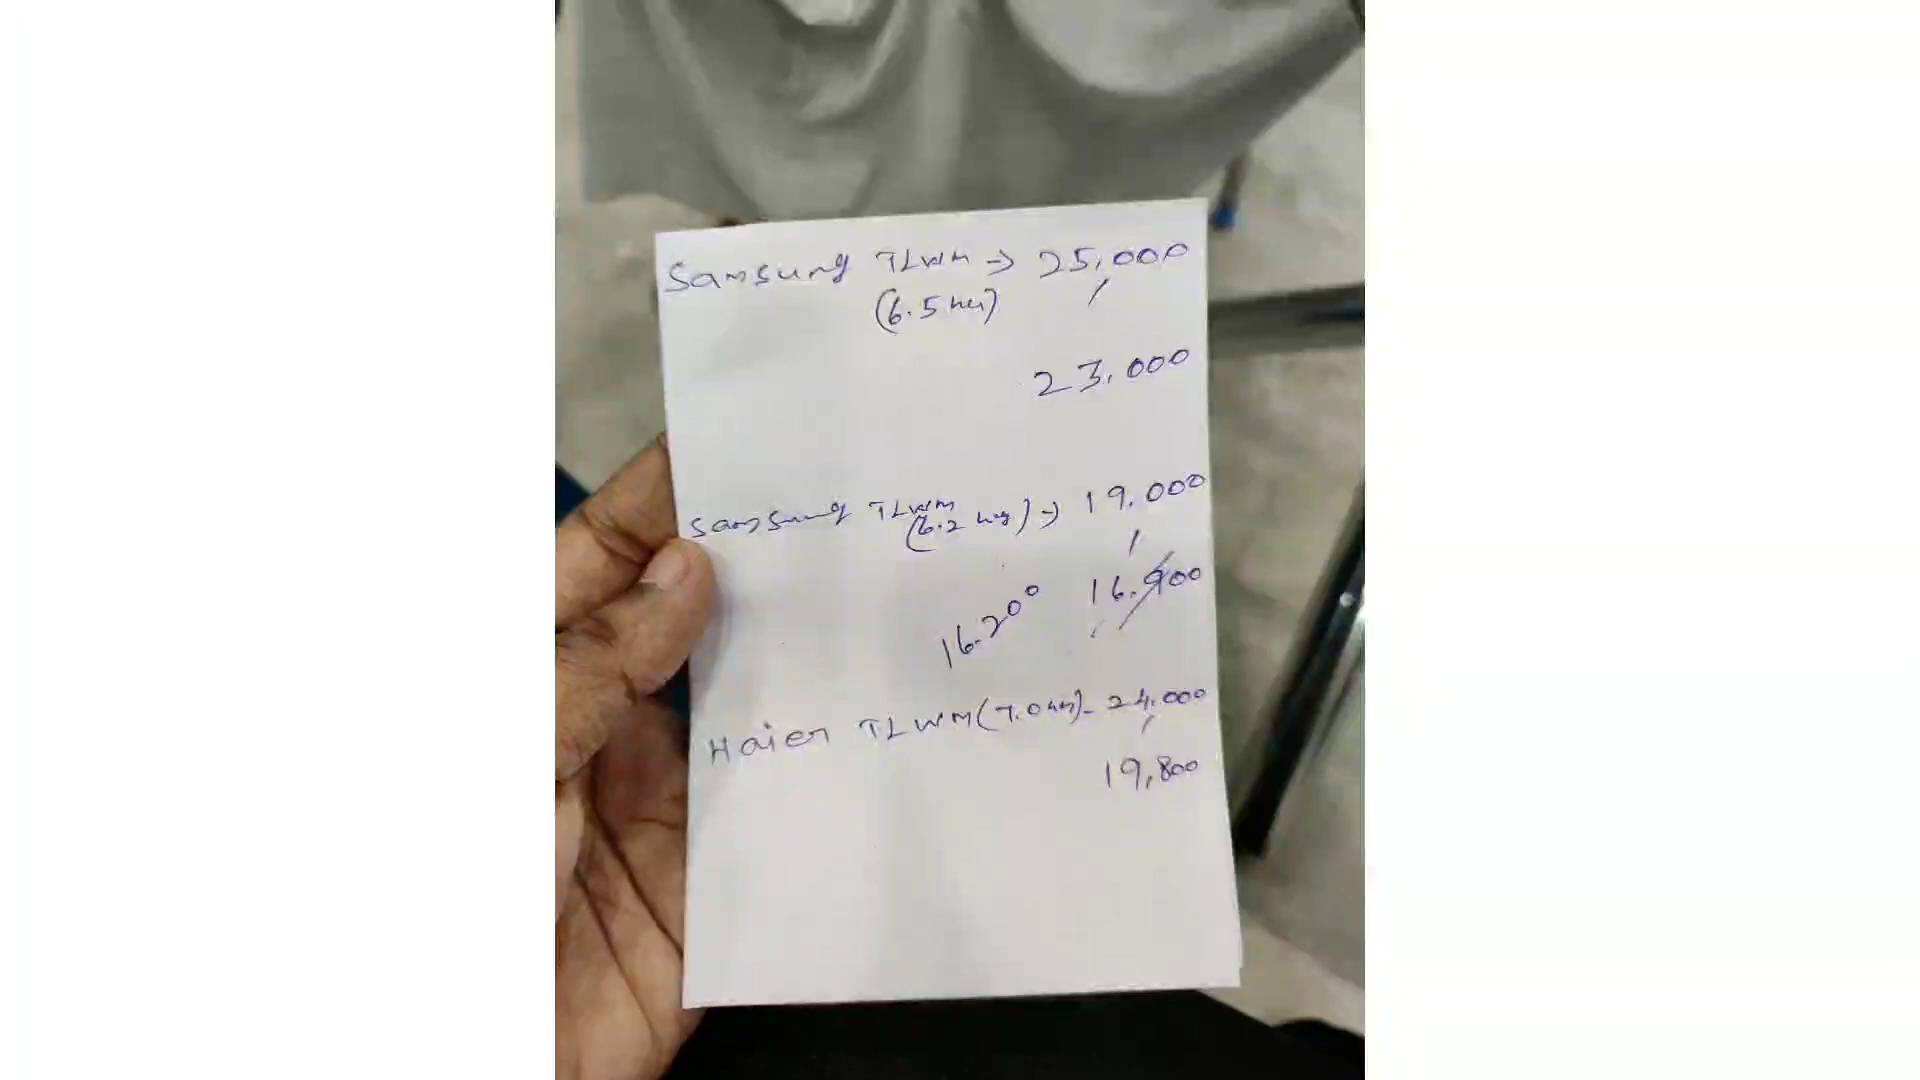 Samsung TLWM → 25,000
(6.5 kg)
23,000
Samsung TLWM
(6.2 kg) → 19.000
16.900
16.200
Haier TLWM (7.0 kg) - 24.000
19,800